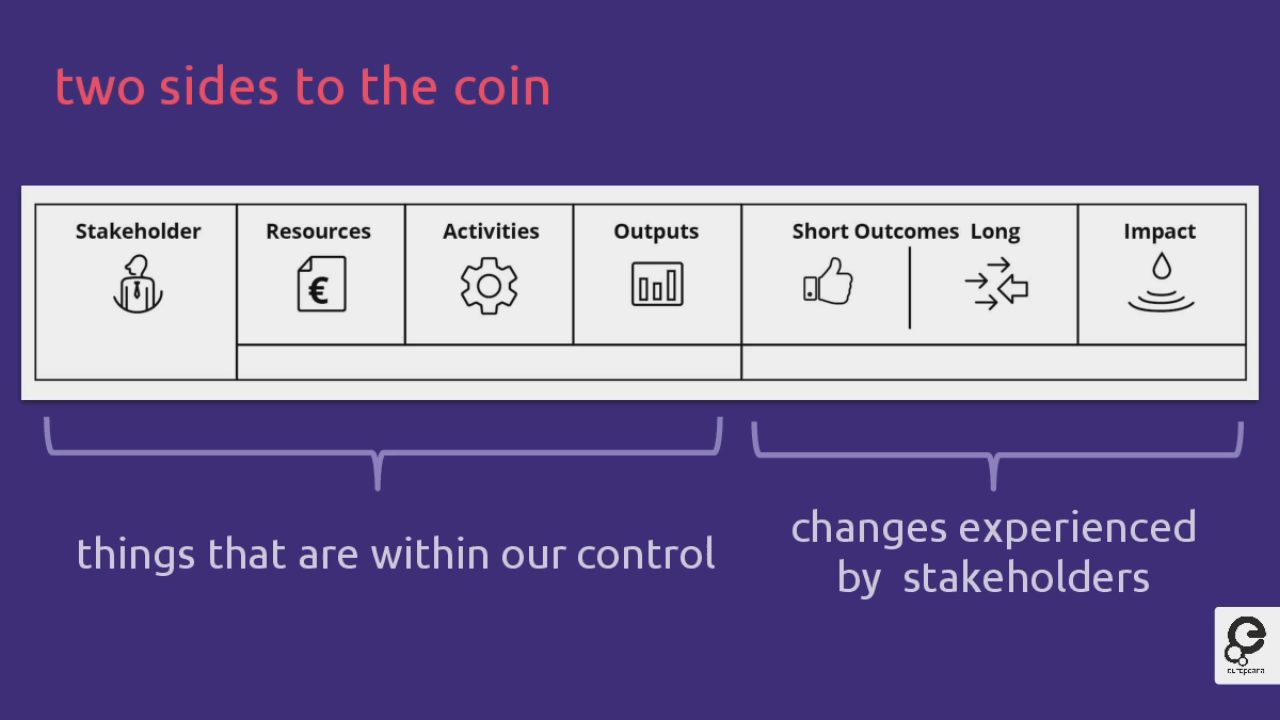 two sides to the coin
Stakeholder Resources Activities Outputs Short Outcomes Long Impact
€
things that are within our control
changes experienced
by stakeholders
europeana